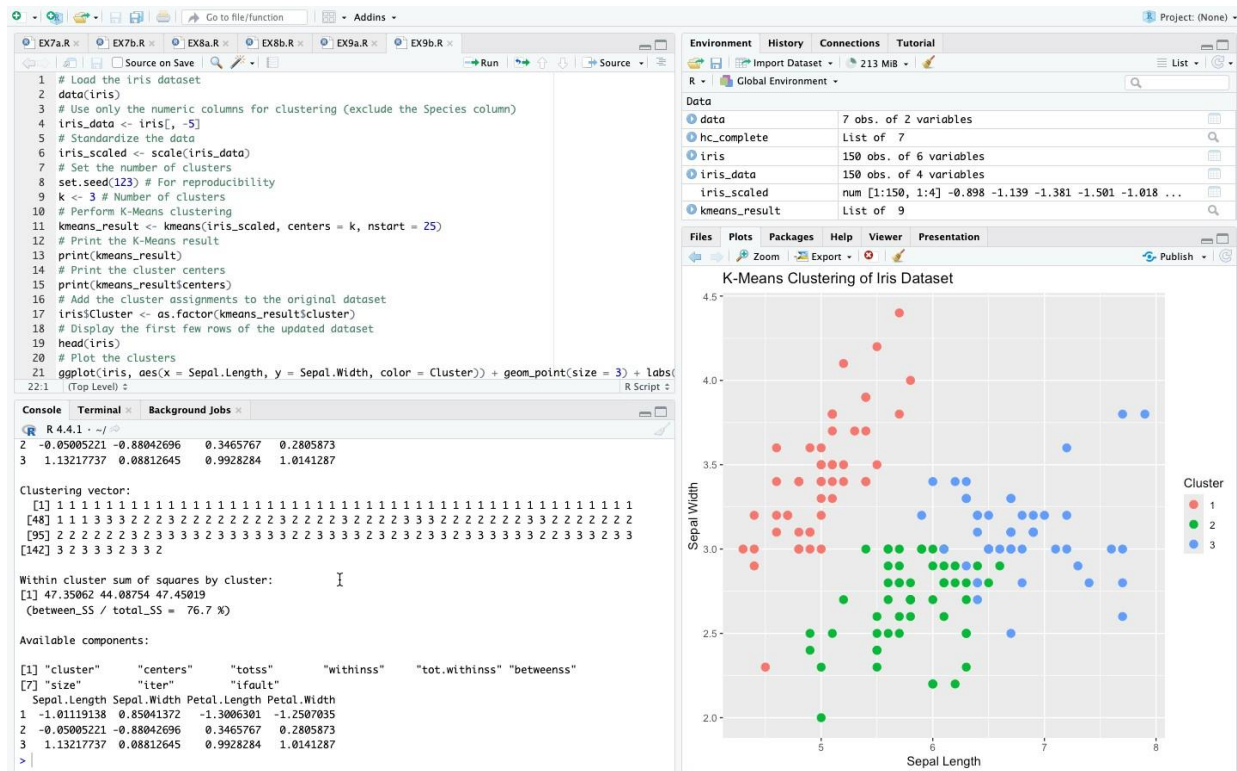 Go to file/function
Addins
Project: (None)
EX7a.R
EX7b.R
EX8a.R
EX8b.R
EX9a.R
EX9b.R
Source on Save
Run
Source
1 # Load the iris dataset
2 data(iris)
3 # Use only the numeric columns for clustering (exclude the Species column)
4 iris_data <- iris[, -5]
5 # Standardize the data
6 iris_scaled <- scale(iris_data)
7 # Set the number of clusters
8 set.seed(123) # For reproducibility
9 k <- 3 # Number of clusters
10 # Perform K-Means clustering
11 kmeans_result <- kmeans(iris_scaled, centers = k, nstart = 25)
12 # Print the K-Means result
13 print(kmeans_result)
14 # Print the cluster centers
15 print(kmeans_result$centers)
16 # Add the cluster assignments to the original dataset
17 iris$Cluster <- as.factor(kmeans_result$cluster)
18 # Display the first few rows of the updated dataset
19 head(iris)
20 # Plot the clusters
21 ggplot(iris, aes(x = Sepal.Length, y = Sepal.Width, color = Cluster)) + geom_point(size = 3) + labs(
22:1 (Top Level) R Script
Console Terminal Background Jobs
R 4.4.1 · ~/
2 -0.05005221 -0.88042696 0.3465767 0.2805873
3 1.13217737 0.08812645 0.9928284 1.0141287
Clustering vector:
[1] 1 1 1 1 1 1 1 1 1 1 1 1 1 1 1 1 1 1 1 1 1 1 1 1 1 1 1 1 1 1 1 1 1 1 1 1 1 1 1 1 1 1 1 1 1 1 1
[48] 1 1 1 3 3 3 2 2 2 3 2 2 2 2 2 2 2 2 3 2 2 2 2 3 2 2 2 2 3 3 3 2 2 2 2 2 2 2 3 3 2 2 2 2 2 2 2
[95] 2 2 2 2 2 2 3 2 3 3 3 3 2 3 3 3 3 3 3 2 2 3 3 3 3 2 3 2 3 2 3 3 2 3 3 3 3 3 3 2 2 3 3 3 2 3 3
[142] 3 2 3 3 3 2 3 3 2
Within cluster sum of squares by cluster:
[1] 47.35062 44.08754 47.45019
(between_SS / total_SS = 76.7 %)
Available components:
[1] "cluster" "centers" "totss" "withinss" "tot.withinss" "betweenss"
[7] "size" "iter" "ifault"
Sepal.Length Sepal.Width Petal.Length Petal.Width
1 -1.01119138 0.85041372 -1.3006301 -1.2507035
2 -0.05005221 -0.88042696 0.3465767 0.2805873
3 1.13217737 0.08812645 0.9928284 1.0141287
>
Environment History Connections Tutorial
Import Dataset 213 MiB List
R Global Environment
Data
data 7 obs. of 2 variables
hc_complete List of 7
iris 150 obs. of 6 variables
iris_data 150 obs. of 4 variables
iris_scaled num [1:150, 1:4] -0.898 -1.139 -1.381 -1.501 -1.018 ...
kmeans_result List of 9
Files Plots Packages Help Viewer Presentation
Zoom Export Publish
K-Means Clustering of Iris Dataset
4.5
4.0
3.5
3.0
2.5
2.0
Sepal Width
5 6 7 8
Sepal Length
Cluster
1
2
3